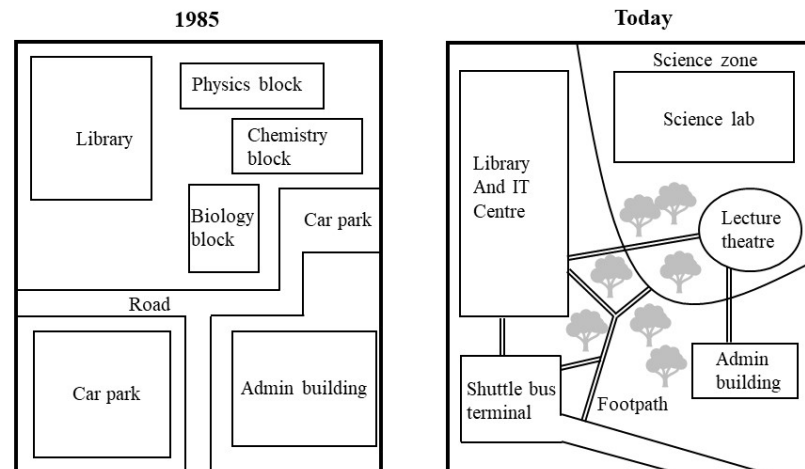 1985
Physics block
Library
Chemistry
block
Biology
block
Car park
Road
Car park
Admin building
Today
Science zone
Science lab
Library
And IT
Centre
Lecture
theatre
Admin
building
Shuttle bus
terminal
Footpath